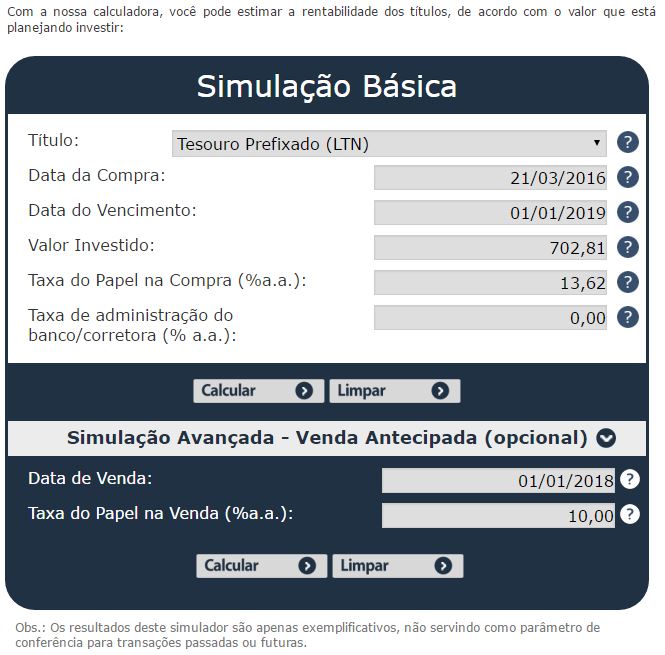 Com a nossa calculadora, você pode estimar a rentabilidade dos títulos, de acordo com o valor que está
planejando investir:
Simulação Básica
Título: Tesouro Prefixado (LTN) ?
Data da Compra: 21/03/2016 ?
Data do Vencimento: 01/01/2019 ?
Valor Investido: 702,81 ?
Taxa do Papel na Compra (%a.a.): 13,62 ?
Taxa de administração do
banco/corretora (% a.a.): 0,00 ?
Calcular Limpar
Simulação Avançada - Venda Antecipada (opcional)
Data de Venda: 01/01/2018 ?
Taxa do Papel na Venda (%a.a.): 10,00 ?
Calcular Limpar
Obs.: Os resultados deste simulador são apenas exemplificativos, não servindo como parâmetro de
conferência para transações passadas ou futuras.